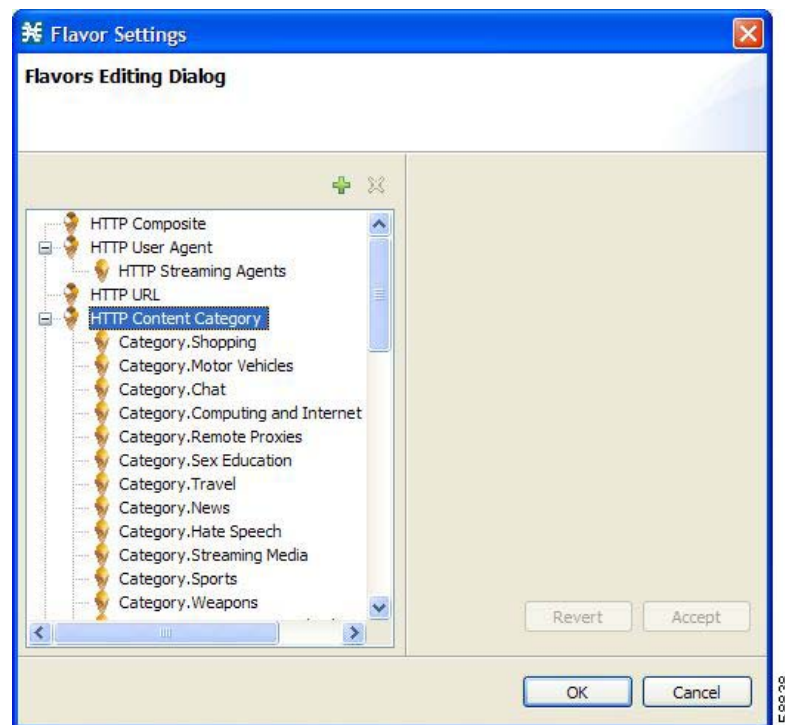 Flavor Settings
Flavors Editing Dialog
HTTP Composite
HTTP User Agent
HTTP Streaming Agents
HTTP URL
HTTP Content Category
Category.Shopping
Category.Motor Vehicles
Category.Chat
Category.Computing and Internet
Category.Remote Proxies
Category.Sex Education
Category.Travel
Category.News
Category.Hate Speech
Category.Streaming Media
Category.Sports
Category.Weapons
Revert Accept
OK Cancel